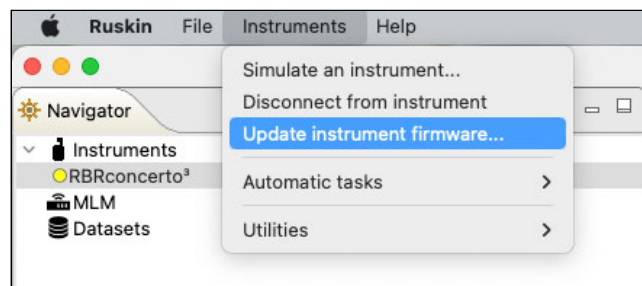 Ruskin File Instruments Help
Simulate an instrument...
Disconnect from instrument
Navigator
Update instrument firmware...
Instruments
RBRconcerto³
Automatic tasks
MLM
Datasets
Utilities